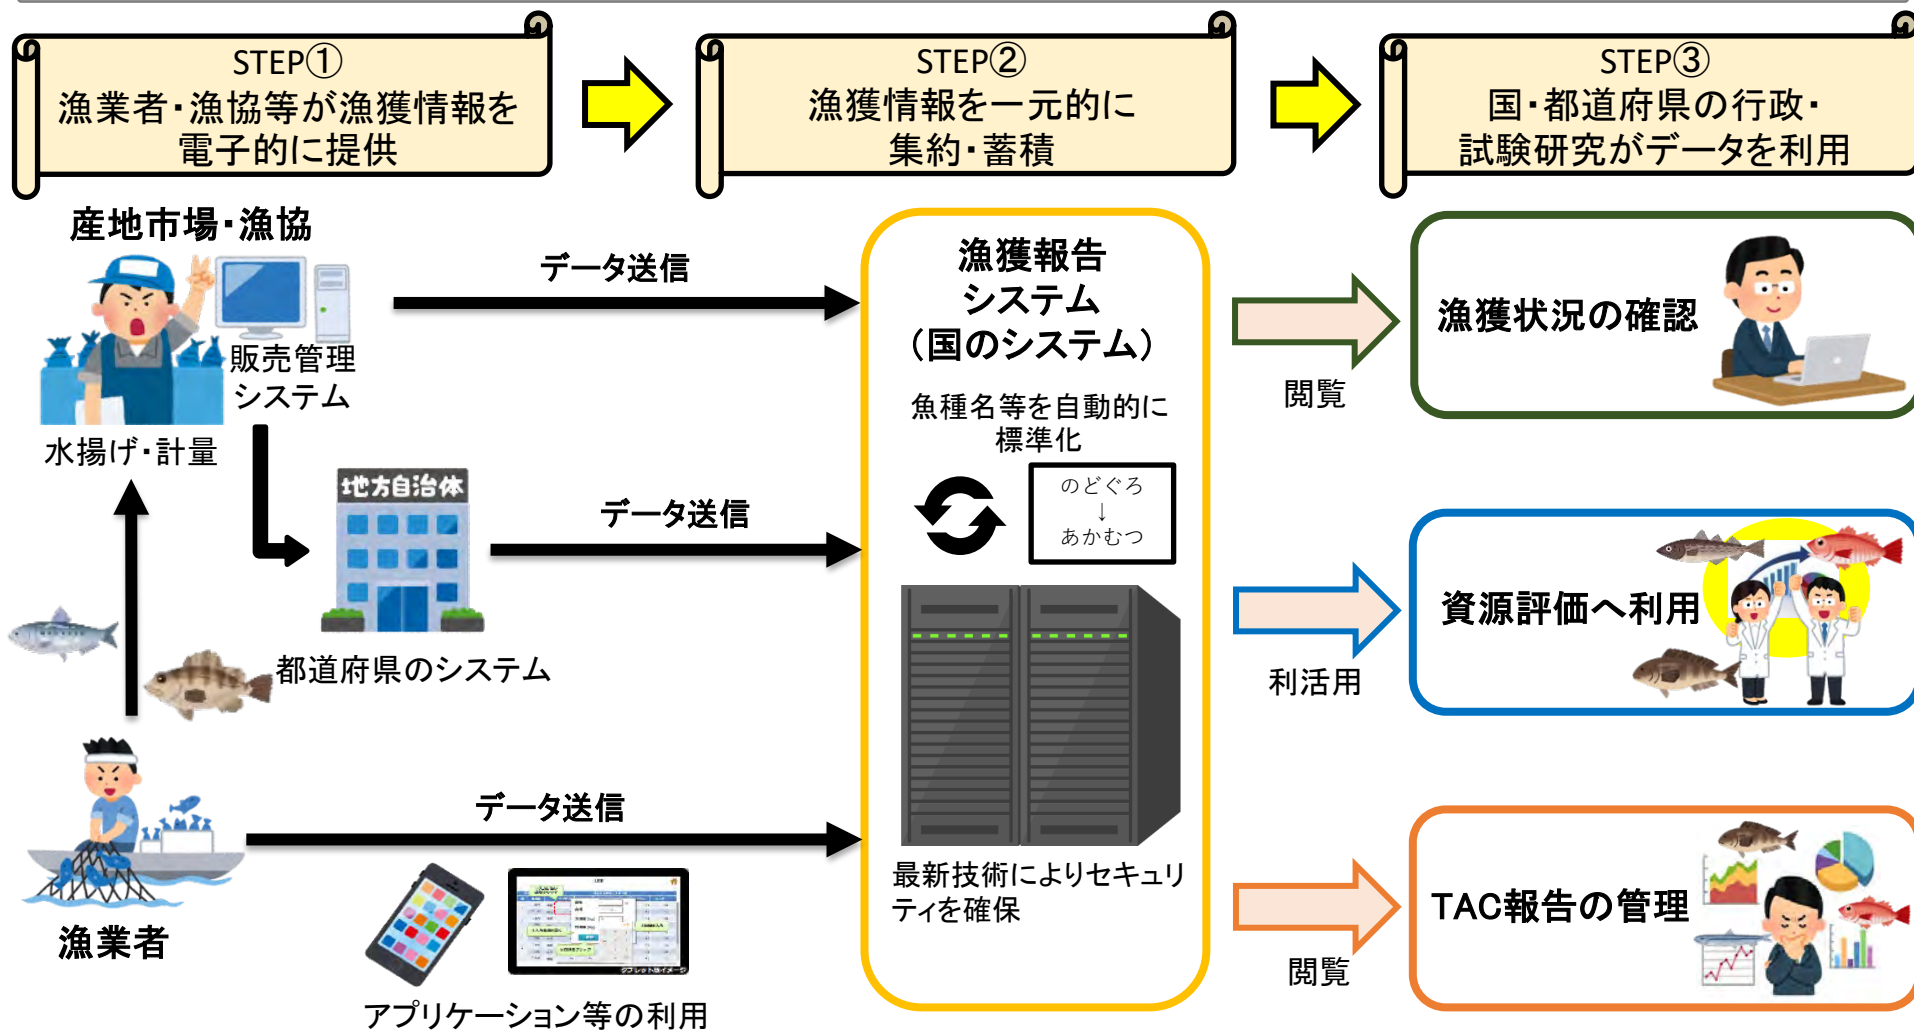 STEP①
漁業者・漁協等が漁獲情報を
電子的に提供
STEP②
漁獲情報を一元的に
集約・蓄積
STEP③
国・都道府県の行政・
試験研究がデータを利用
産地市場・漁協
販売管理
システム
水揚げ・計量
データ送信
地方自治体
都道府県のシステム
データ送信
漁業者
データ送信
タブレット版イメージ
アプリケーション等の利用
漁獲報告
システム
（国のシステム）
魚種名等を自動的に
標準化
のどぐろ
↓
あかむつ
最新技術によりセキュリ
ティを確保
閲覧
漁獲状況の確認
利活用
資源評価へ利用
閲覧
TAC報告の管理